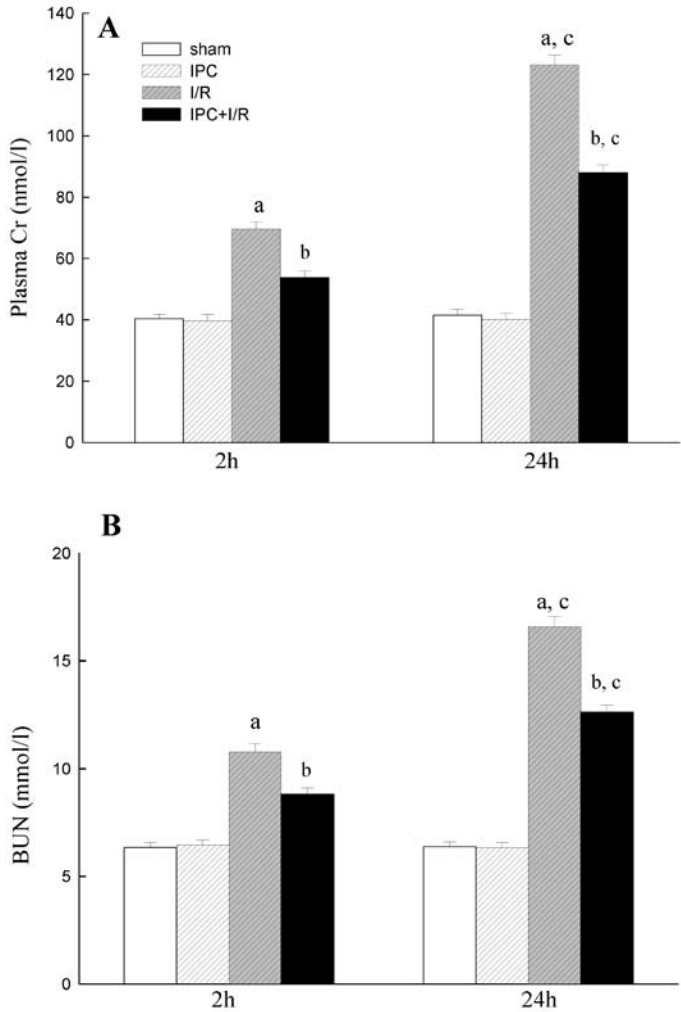 A
140
120
100
80
60
40
20
0
Plasma Cr (nmol/l)
sham
IPC
I/R
IPC+I/R
a
b
a, c
b, c
2h
24h
B
20
15
10
5
0
BUN (mmol/l)
a
b
a, c
b, c
2h
24h